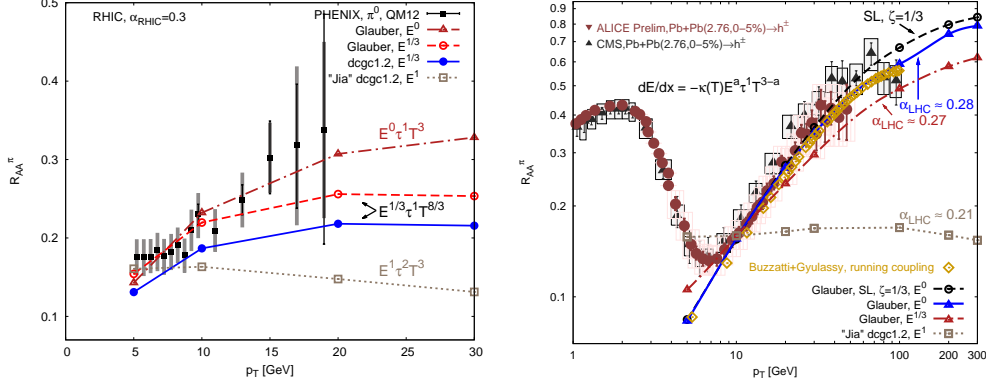 RHIC, α_RHIC=0.3
PHENIX, π⁰, QM12
Glauber, E⁰
Glauber, E^1/3
dcgc1.2, E^1/3
"Jia" dcgc1.2, E¹
E⁰τ¹T³
E^1/3τ¹T^8/3
E¹τ²T³
R_AA^π
0.5
0.4
0.3
0.2
0.1
0 5 10 15 20 25 30
p_T [GeV]
ALICE Prelim,Pb+Pb(2.76,0–5%)→h^±
CMS,Pb+Pb(2.76,0–5%)→h^±
SL, ζ=1/3
dE/dx = −κ(T)E^aτ¹T^3−a
α_LHC ≈ 0.28
α_LHC ≈ 0.27
α_LHC ≈ 0.21
Buzzatti+Gyulassy, running coupling
Glauber, SL, ζ=1/3, E⁰
Glauber, E⁰
Glauber, E^1/3
"Jia" dcgc1.2, E¹
R_AA^π
0.9
0.8
0.7
0.6
0.5
0.4
0.3
0.2
0.1
1 10 100 200 300
p_T [GeV]